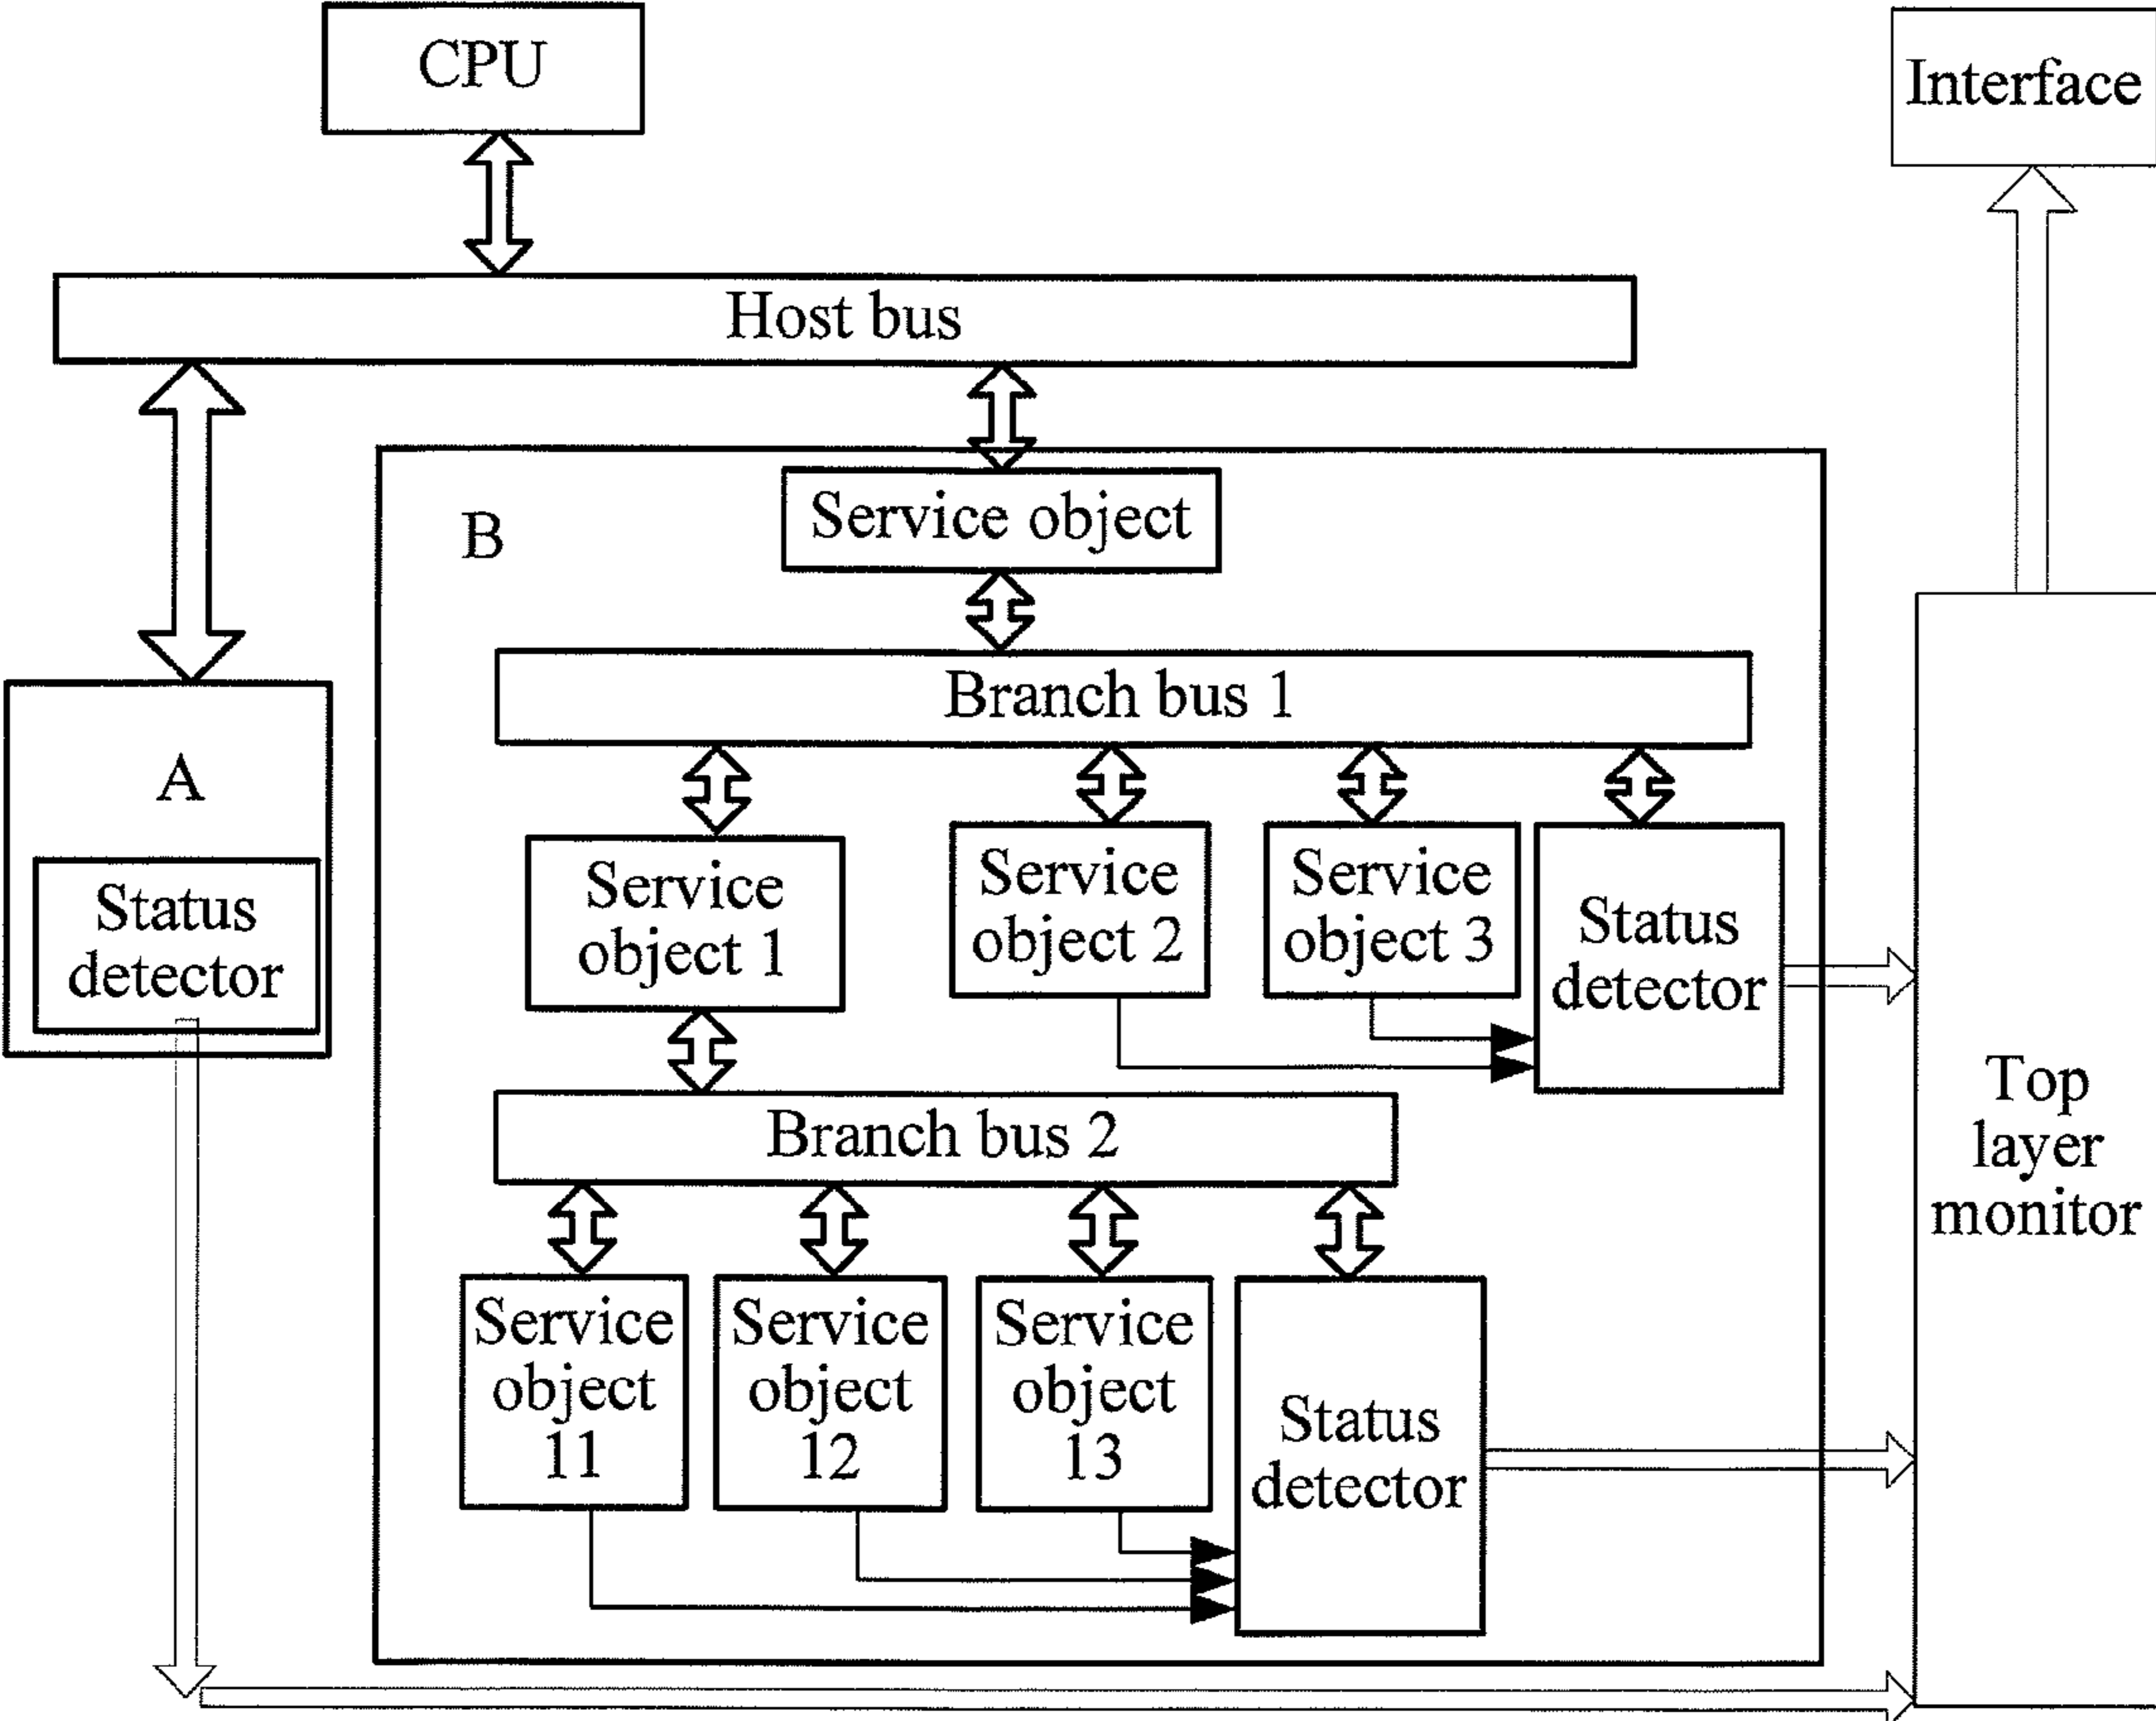 CPU
Interface
Host bus
B
Service object
Branch bus 1
A
Status
detector
Service
object 1
Service
object 2
Service
object 3
Status
detector
Top
layer
monitor
Branch bus 2
Service
object
11
Service
object
12
Service
object
13
Status
detector